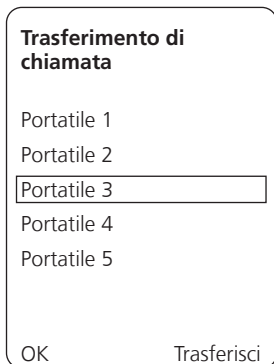 Trasferimento di
chiamata
Portatile 1
Portatile 2
Portatile 3
Portatile 4
Portatile 5
OK Trasferisci